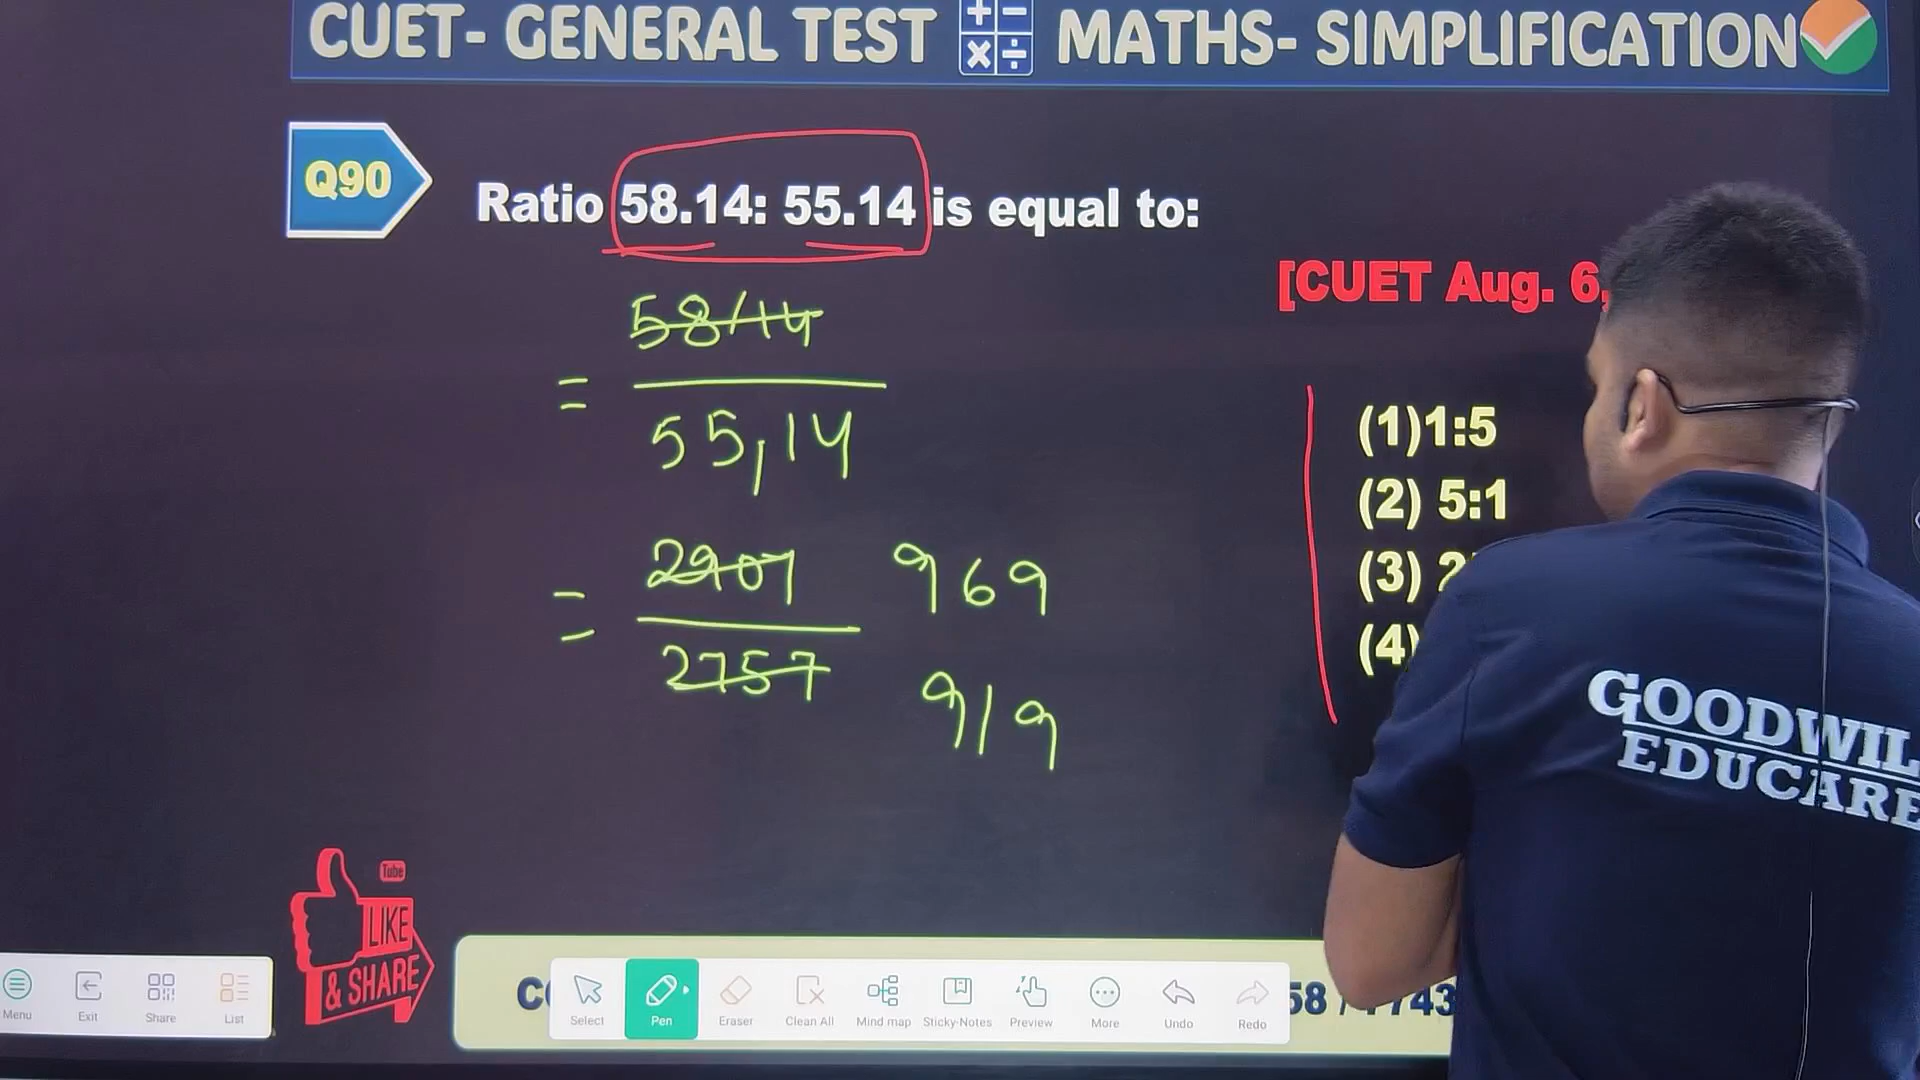 CUET- GENERAL TEST + - × ÷ MATHS- SIMPLIFICATION
Q90
Ratio 58.14: 55.14 is equal to:
[CUET Aug. 6,
58/14
= 55,14
(1)1:5
(2) 5:1
(3) 2
(4)
= 2907 969
2757 919
GOODWIL
EDUCARE
Tube
LIKE
& SHARE
Menu Exit Share List
Select Pen Eraser Clean All Mind map Sticky-Notes Preview More Undo Redo